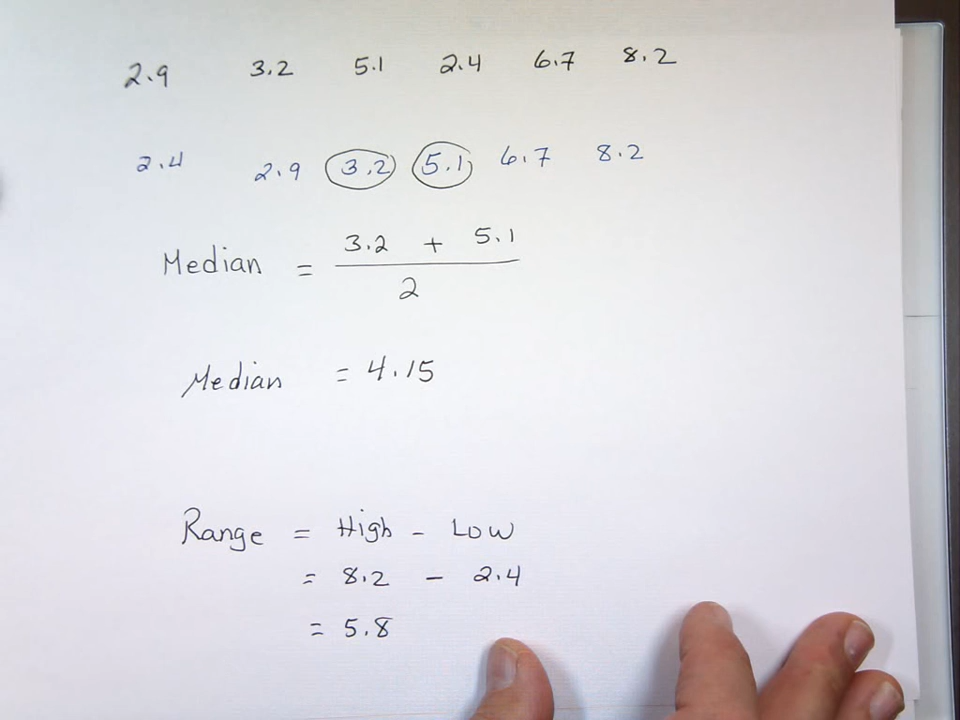 2.9 3.2 5.1 2.4 6.7 8.2
2.4 2.9 3.2 5.1 6.7 8.2
Median = 3.2 + 5.1
2
Median = 4.15
Range = High - Low
= 8.2 - 2.4
= 5.8